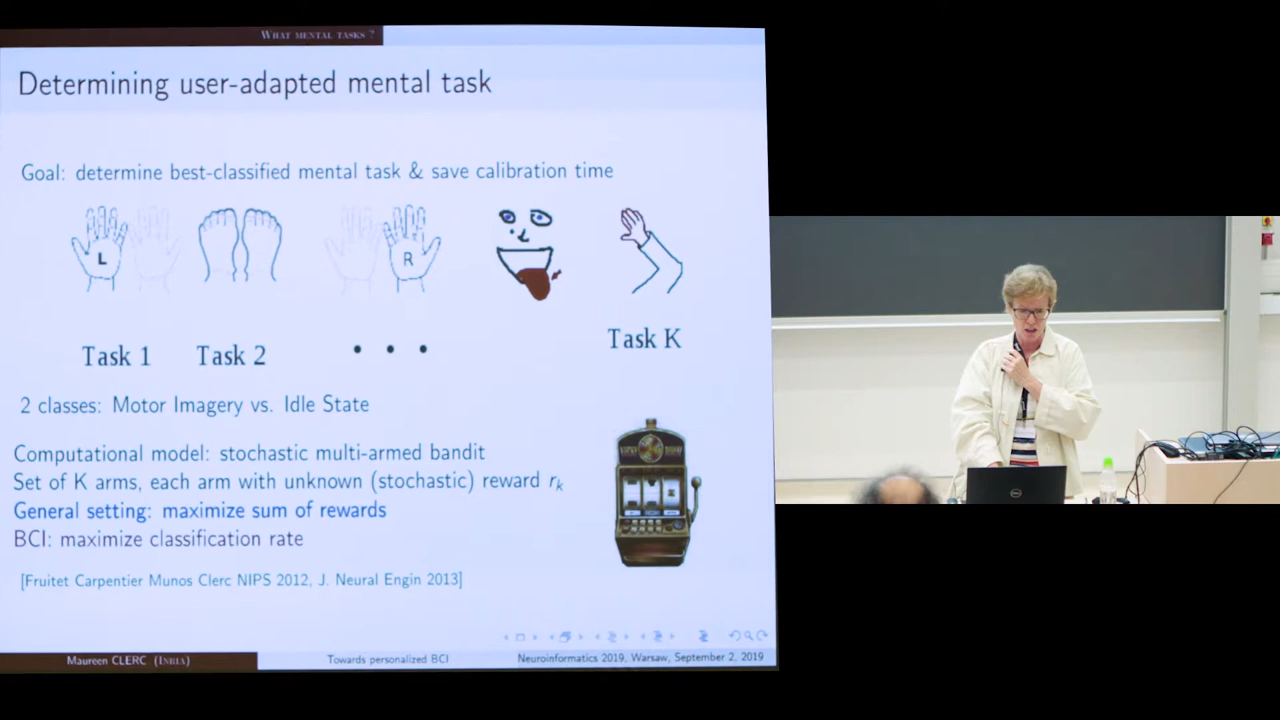 WHAT MENTAL TASKS ?
Determining user-adapted mental task
Goal: determine best-classified mental task & save calibration time
L
R
Task 1
Task 2
• • •
Task K
2 classes: Motor Imagery vs. Idle State
Computational model: stochastic multi-armed bandit
Set of K arms, each arm with unknown (stochastic) reward rₖ
General setting: maximize sum of rewards
BCI: maximize classification rate
[Fruitet Carpentier Munos Clerc NIPS 2012, J. Neural Engin 2013]
Maureen CLERC (INRIA)
Towards personalized BCI
Neuroinformatics 2019, Warsaw, September 2, 2019
DELL